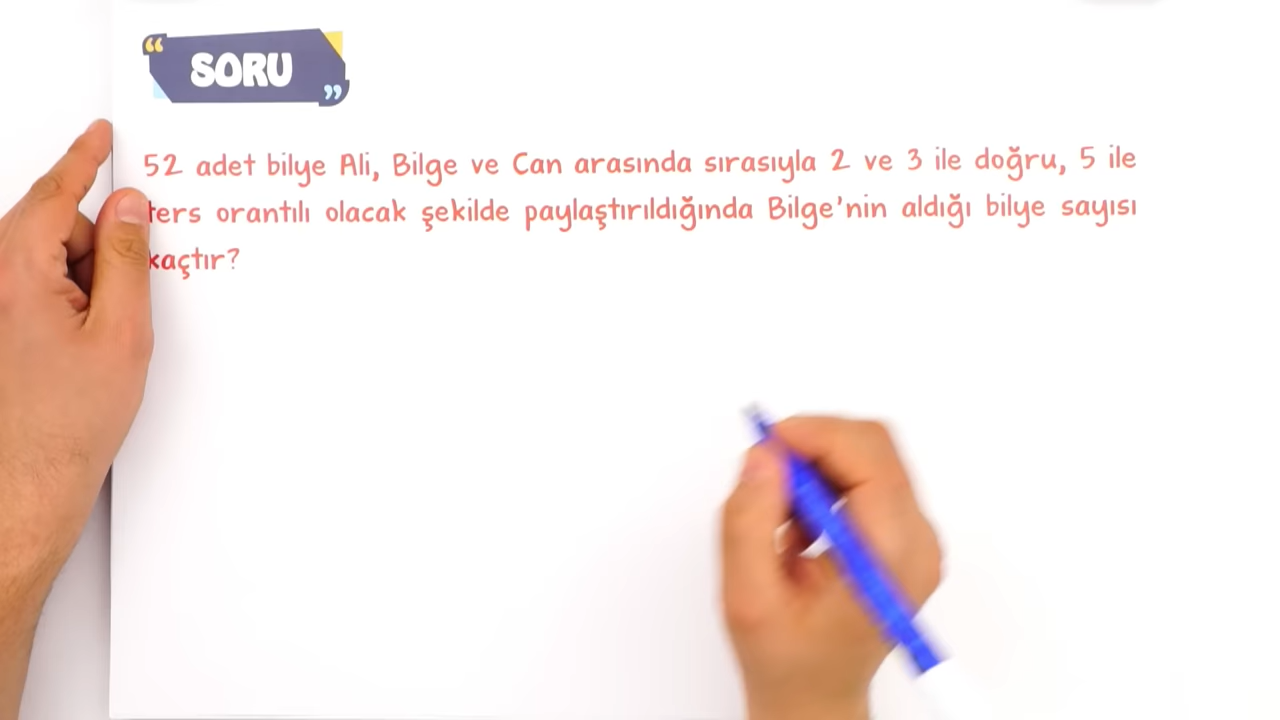 SORU
52 adet bilye Ali, Bilge ve Can arasında sırasıyla 2 ve 3 ile doğru, 5 ile
ters orantılı olacak şekilde paylaştırıldığında Bilge'nin aldığı bilye sayısı
kaçtır?